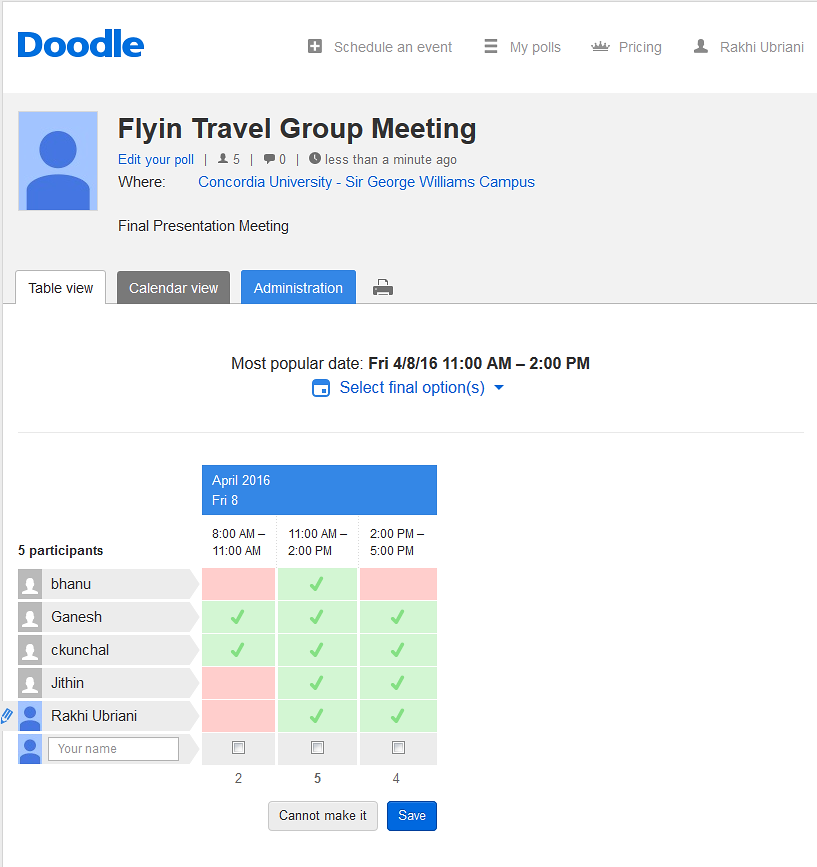 Doodle
Schedule an event My polls Pricing Rakhi Ubriani
Flyin Travel Group Meeting
Edit your poll | 5 | 0 | less than a minute ago
Where: Concordia University - Sir George Williams Campus
Final Presentation Meeting
Table view Calendar view Administration
Most popular date: Fri 4/8/16 11:00 AM – 2:00 PM
Select final option(s)
April 2016
Fri 8
8:00 AM – 11:00 AM – 2:00 PM –
5 participants 11:00 AM 2:00 PM 5:00 PM
bhanu
Ganesh
ckunchal
Jithin
Rakhi Ubriani
Your name
2 5 4
Cannot make it Save